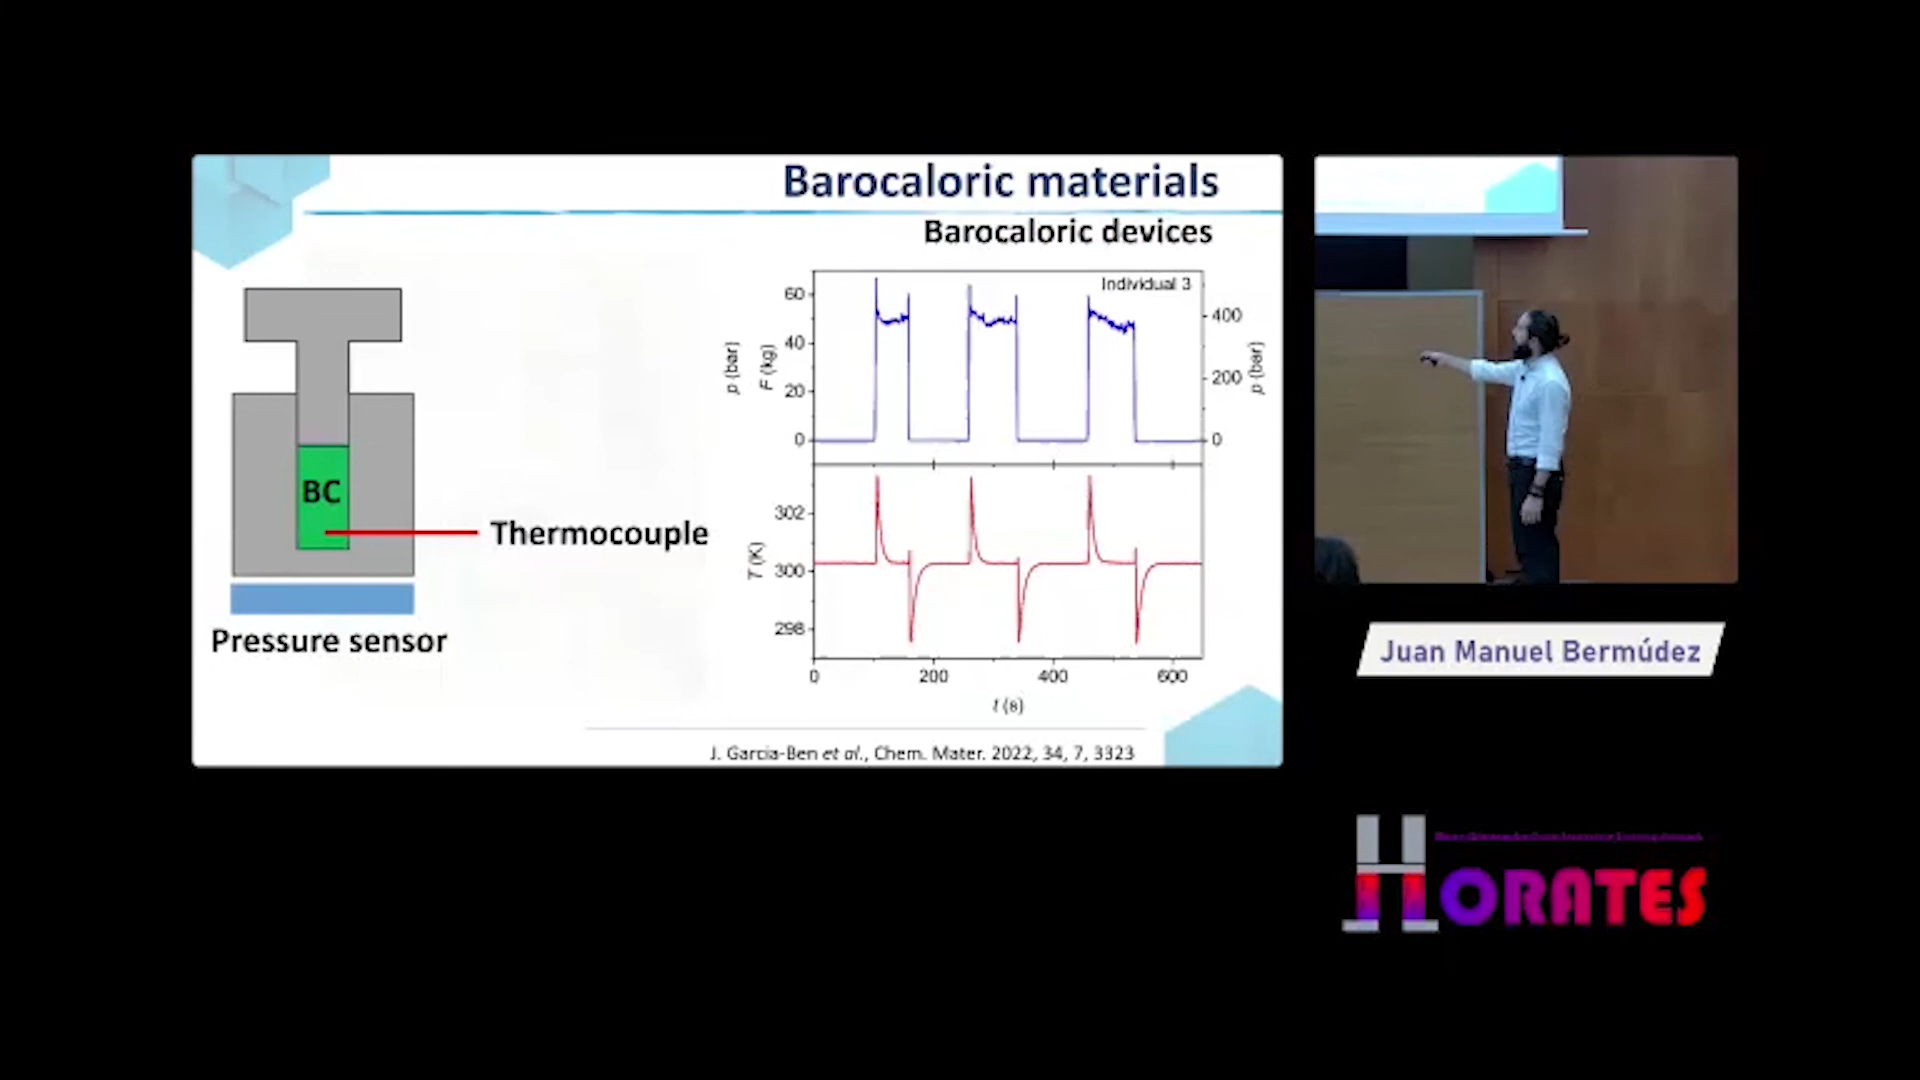 Barocaloric materials
Barocaloric devices
BC
Thermocouple
Pressure sensor
Individual 3
p (bar)
F (kg)
60
40
20
0
400
200
0
p (bar)
T (K)
302
300
298
0
200
400
600
t (s)
J. Garcia-Ben et al., Chem. Mater. 2022, 34, 7, 3323
Juan Manuel Bermúdez
HORATES